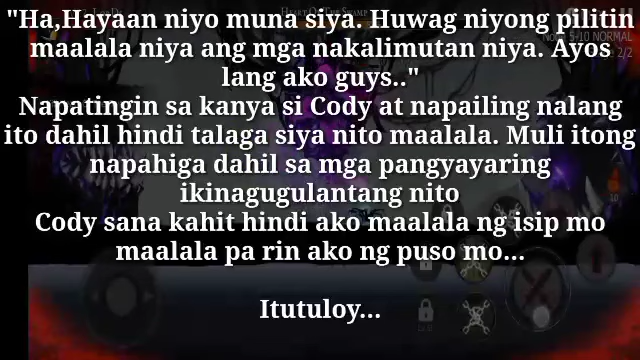 "Ha,Hayaan niyo muna siya. Huwag niyong pilitin
maalala niya ang mga nakalimutan niya. Ayos
lang ako guys.."
Napatingin sa kanya si Cody at napailing nalang
ito dahil hindi talaga siya nito maalala. Muli itong
napahiga dahil sa mga pangyayaring
ikinagugulantang nito
Cody sana kahit hindi ako maalala ng isip mo
maalala pa rin ako ng puso mo...
Itutuloy...